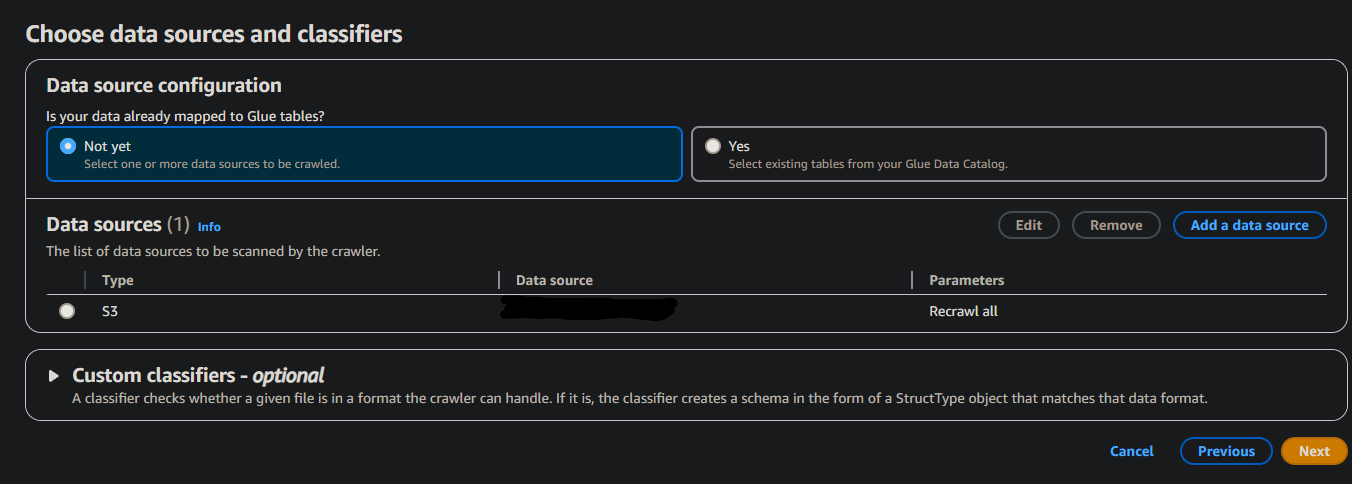 Choose data sources and classifiers
Data source configuration
Is your data already mapped to Glue tables?
Not yet
Select one or more data sources to be crawled.
Yes
Select existing tables from your Glue Data Catalog.
Data sources (1) Info
Edit
Remove
Add a data source
The list of data sources to be scanned by the crawler.
Type
Data source
Parameters
S3
Recrawl all
Custom classifiers - optional
A classifier checks whether a given file is in a format the crawler can handle. If it is, the classifier creates a schema in the form of a StructType object that matches that data format.
Cancel
Previous
Next